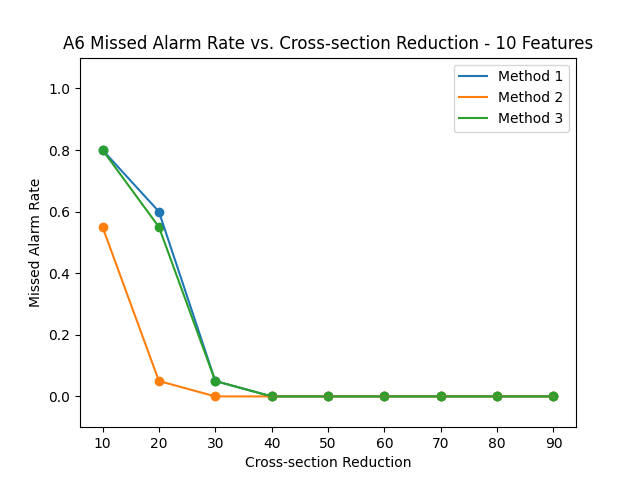 A6 Missed Alarm Rate vs. Cross-section Reduction - 10 Features
Method 1
Method 2
Method 3
1.0
0.8
0.6
0.4
0.2
0.0
Missed Alarm Rate
10 20 30 40 50 60 70 80 90
Cross-section Reduction